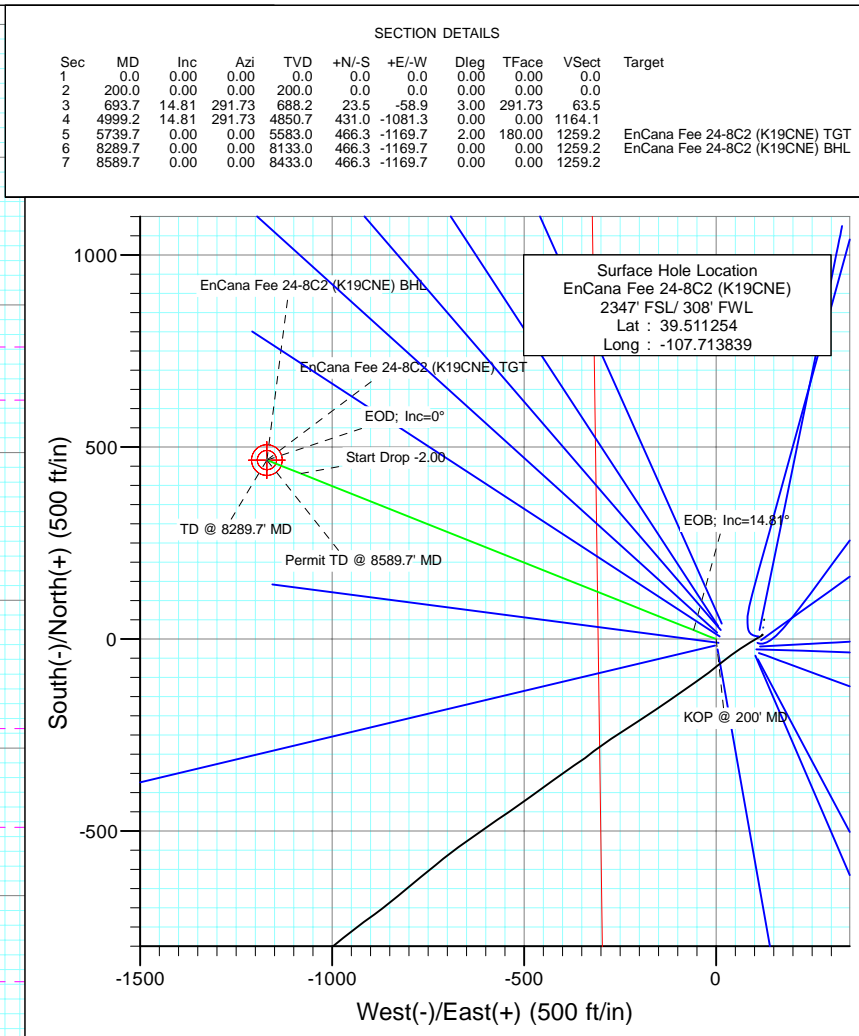 SECTION DETAILS
Sec MD Inc Azi TVD +N/-S +E/-W Dleg TFace VSect Target
1 0.0 0.00 0.00 0.0 0.0 0.0 0.00 0.00 0.0
2 200.0 0.00 0.00 200.0 0.0 0.0 0.00 0.00 0.0
3 693.7 14.81 291.73 688.2 23.5 -58.9 3.00 291.73 63.5
4 4999.2 14.81 291.73 4850.7 431.0 -1081.3 0.00 0.00 1164.1
5 5739.7 0.00 0.00 5583.0 466.3 -1169.7 2.00 180.00 1259.2 EnCana Fee 24-8C2 (K19CNE) TGT
6 8289.7 0.00 0.00 8133.0 466.3 -1169.7 0.00 0.00 1259.2 EnCana Fee 24-8C2 (K19CNE) BHL
7 8589.7 0.00 0.00 8433.0 466.3 -1169.7 0.00 0.00 1259.2
Surface Hole Location
EnCana Fee 24-8C2 (K19CNE)
2347' FSL/ 308' FWL
Lat : 39.511254
Long : -107.713839
EnCana Fee 24-8C2 (K19CNE) BHL
EnCana Fee 24-8C2 (K19CNE) TGT
EOD; Inc=0°
Start Drop -2.00
EOB; Inc=14.81°
TD @ 8289.7' MD
Permit TD @ 8589.7' MD
KOP @ 200' MD
1000
500
0
-500
South(-)/North(+) (500 ft/in)
-1500 -1000 -500 0
West(-)/East(+) (500 ft/in)